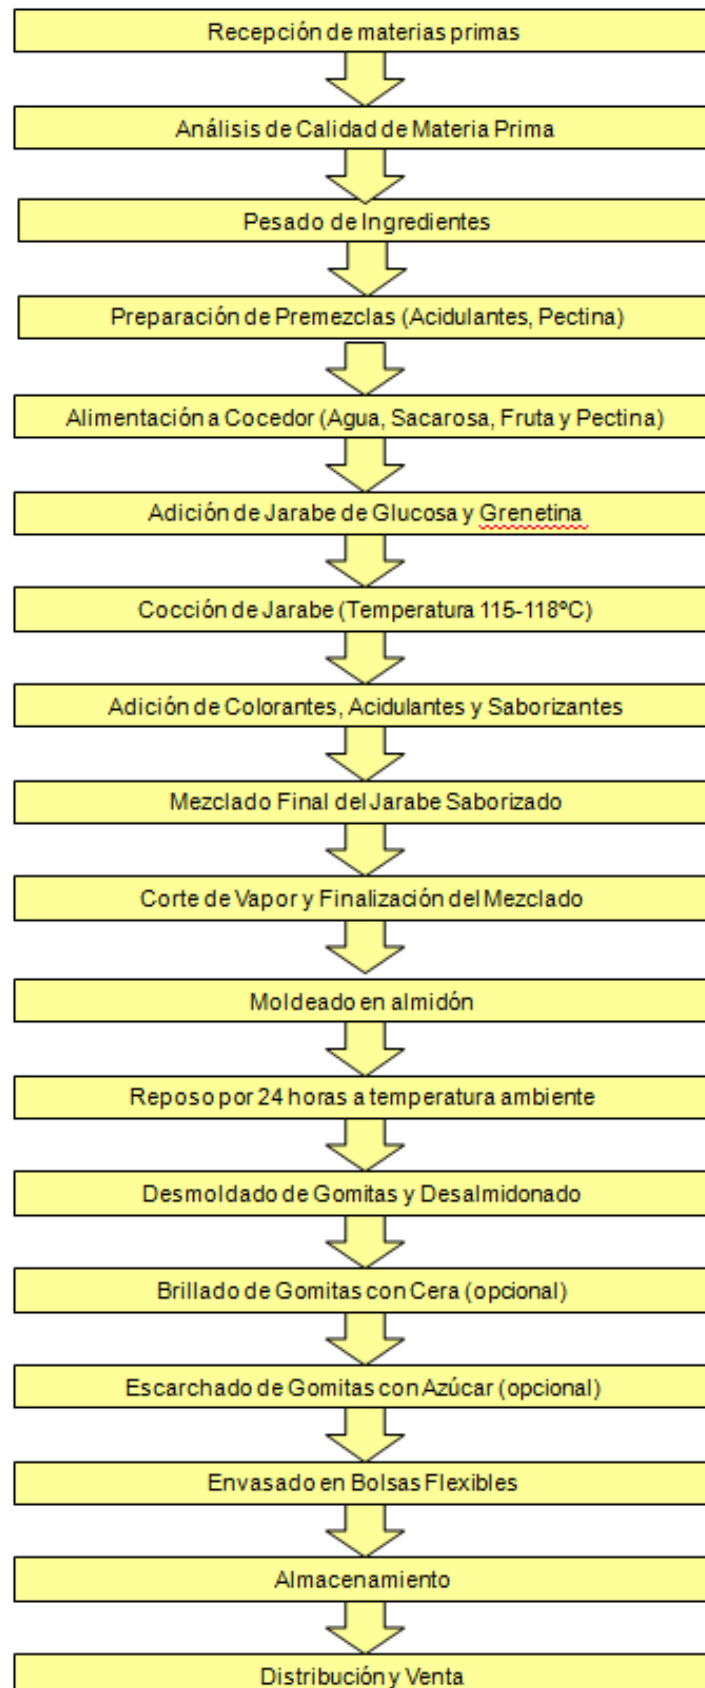 Recepción de materias primas
Análisis de Calidad de Materia Prima
Pesado de Ingredientes
Preparación de Premezclas (Acidulantes, Pectina)
Alimentación a Cocedor (Agua, Sacarosa, Fruta y Pectina)
Adición de Jarabe de Glucosa y Grenetina
Cocción de Jarabe (Temperatura 115-118ºC)
Adición de Colorantes, Acidulantes y Saborizantes
Mezclado Final del Jarabe Saborizado
Corte de Vapor y Finalización del Mezclado
Moldeado en almidón
Reposo por 24 horas a temperatura ambiente
Desmoldado de Gomitas y Desalmidonado
Brillado de Gomitas con Cera (opcional)
Escarchado de Gomitas con Azúcar (opcional)
Envasado en Bolsas Flexibles
Almacenamiento
Distribución y Venta